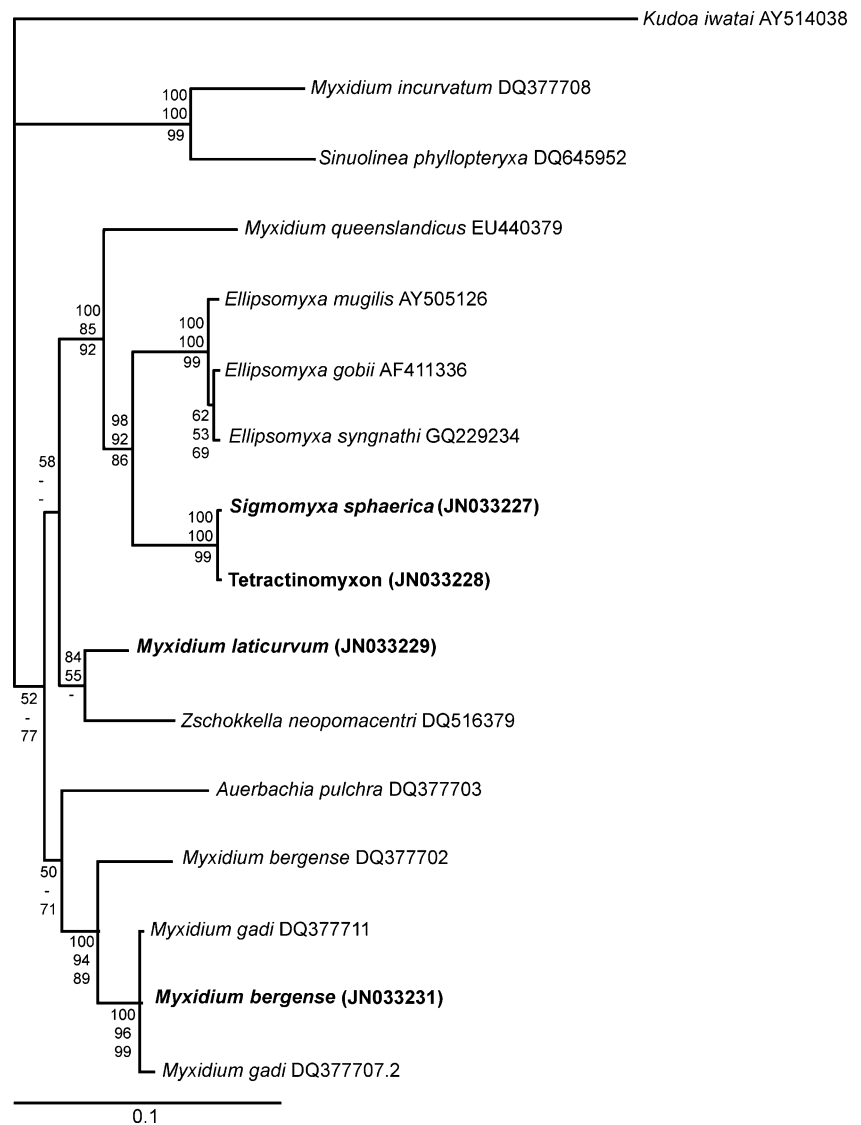 Kudoa iwatai AY514038
Myxidium incurvatum DQ377708
100
100
99
Sinuolinea phyllopteryxa DQ645952
Myxidium queenslandicus EU440379
100
85
92
Ellipsomyxa mugilis AY505126
100
100
99
Ellipsomyxa gobii AF411336
98
92
86
62
53
69
Ellipsomyxa syngnathi GQ229234
58
-
-
Sigmomyxa sphaerica (JN033227)
100
100
99
Tetractinomyxon (JN033228)
Myxidium laticurvum (JN033229)
84
55
-
52
-
77
Zschokkella neopomacentri DQ516379
Auerbachia pulchra DQ377703
Myxidium bergense DQ377702
50
-
71
Myxidium gadi DQ377711
100
94
89
Myxidium bergense (JN033231)
100
96
99
Myxidium gadi DQ377707.2
0.1